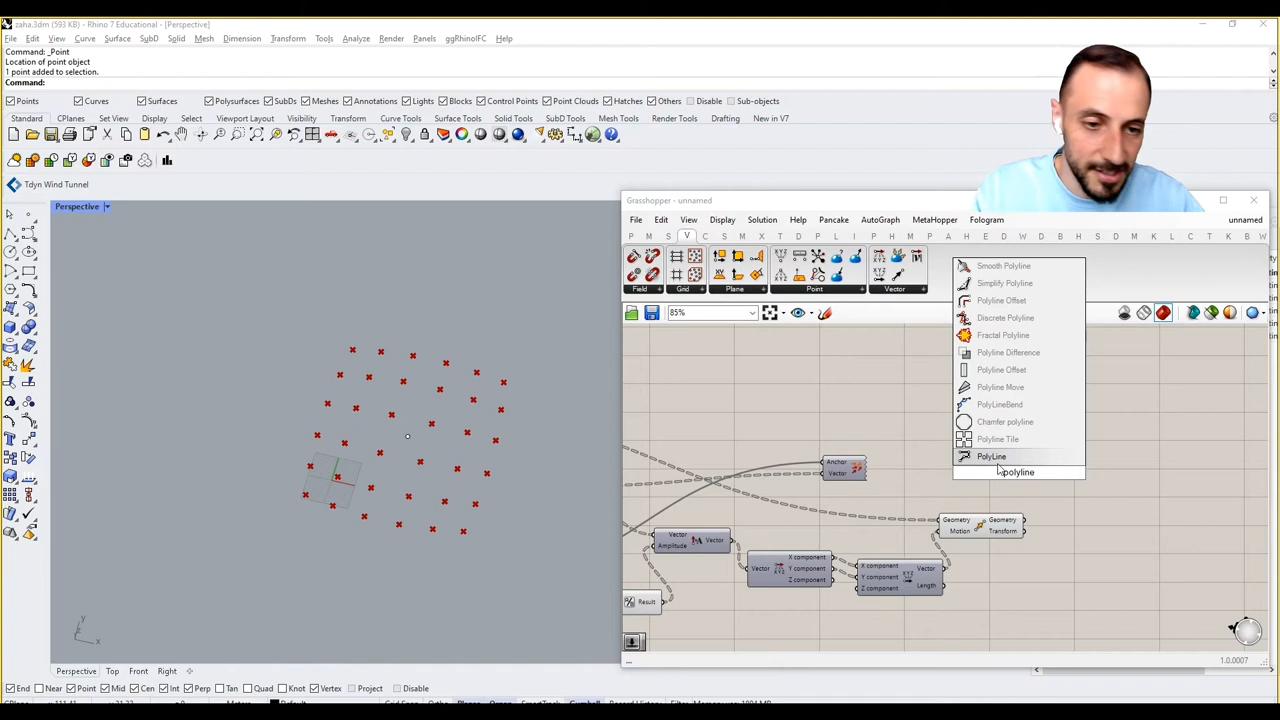 zaha.3dm (593 KB) - Rhino 7 Educational - [Perspective]
File Edit View Curve Surface SubD Solid Mesh Dimension Transform Tools Analyze Render Panels ggRhinoIFC Help
Command: _Point
Location of point object
1 point added to selection.
Command:
Points Curves Surfaces Polysurfaces SubDs Meshes Annotations Lights Blocks Control Points Point Clouds Hatches Others Disable Sub-objects
Standard CPlanes Set View Display Select Viewport Layout Visibility Transform Curve Tools Surface Tools Solid Tools SubD Tools Mesh Tools Render Tools Drafting New in V7
Tdyn Wind Tunnel
Perspective
Grasshopper - unnamed
File Edit View Display Solution Help Pancake AutoGraph MetaHopper Fologram unnamed
P M S V C M X T D P L I P H M P A H E D W C S H B K T D K E B H W
Field Grid Plane Point Vector
85%
Smooth Polyline
Simplify Polyline
Polyline Offset
Discrete Polyline
Fractal Polyline
Polyline Difference
Polyline Offset
Polyline Move
PolyLineBend
Chamfer polyline
Polyline Tile
PolyLine
polyline
Anchor
Vector
Geometry Geometry
Motion Transform
Vector Vector
Amplitude
X component
Vector Y component
Z component
X component Vector
Y component
Z component Length
Result
1.0.0007
y
x
Perspective Top Front Right
End Near Point Mid Cen Int Perp Tan Quad Knot Vertex Project Disable